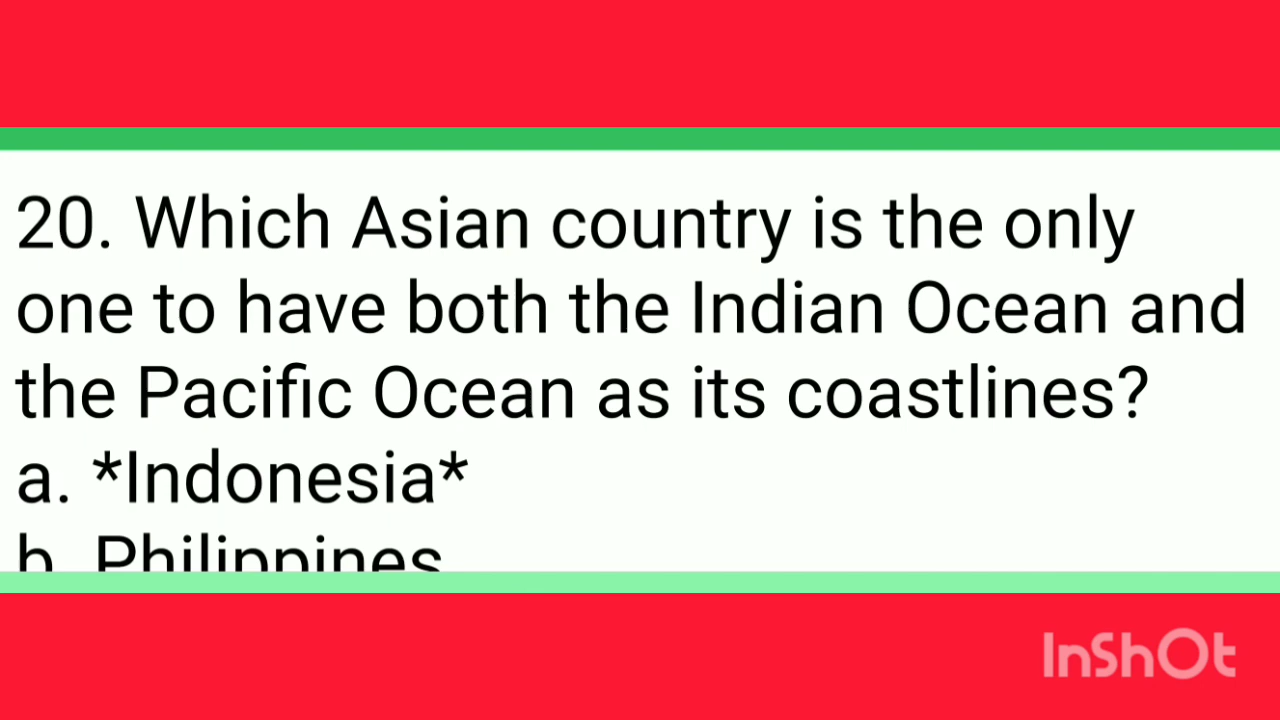 20. Which Asian country is the only
one to have both the Indian Ocean and
the Pacific Ocean as its coastlines?
a. *Indonesia*
b. Philippines
InShOt